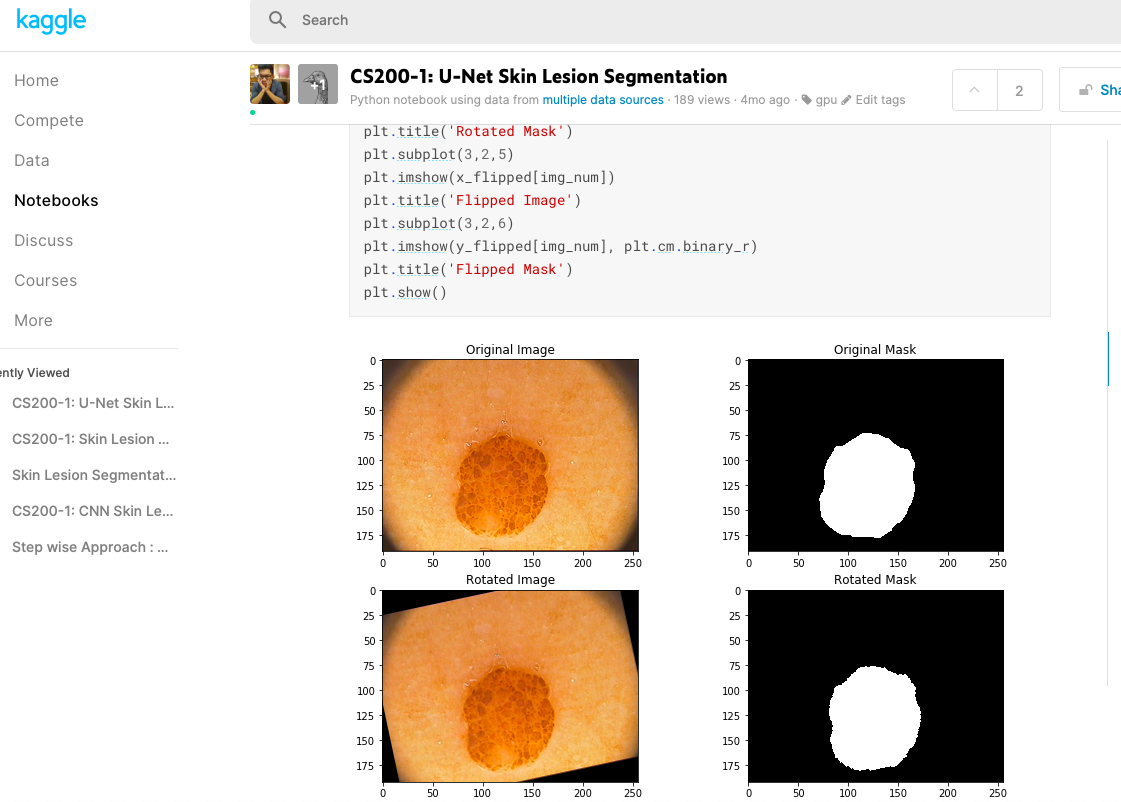 kaggle
Search
Home
Compete
Data
Notebooks
Discuss
Courses
More
ently Viewed
CS200-1: U-Net Skin L...
CS200-1: Skin Lesion ...
Skin Lesion Segmentat...
CS200-1: CNN Skin Le...
Step wise Approach : ...
+1
CS200-1: U-Net Skin Lesion Segmentation
Python notebook using data from multiple data sources · 189 views · 4mo ago · gpu Edit tags
2
Sha
plt.title('Rotated Mask')
plt.subplot(3,2,5)
plt.imshow(x_flipped[img_num])
plt.title('Flipped Image')
plt.subplot(3,2,6)
plt.imshow(y_flipped[img_num], plt.cm.binary_r)
plt.title('Flipped Mask')
plt.show()
Original Image
0
25
50
75
100
125
150
175
0 50 100 150 200 250
Original Mask
0
25
50
75
100
125
150
175
0 50 100 150 200 250
Rotated Image
0
25
50
75
100
125
150
175
0 50 100 150 200 250
Rotated Mask
0
25
50
75
100
125
150
175
0 50 100 150 200 250